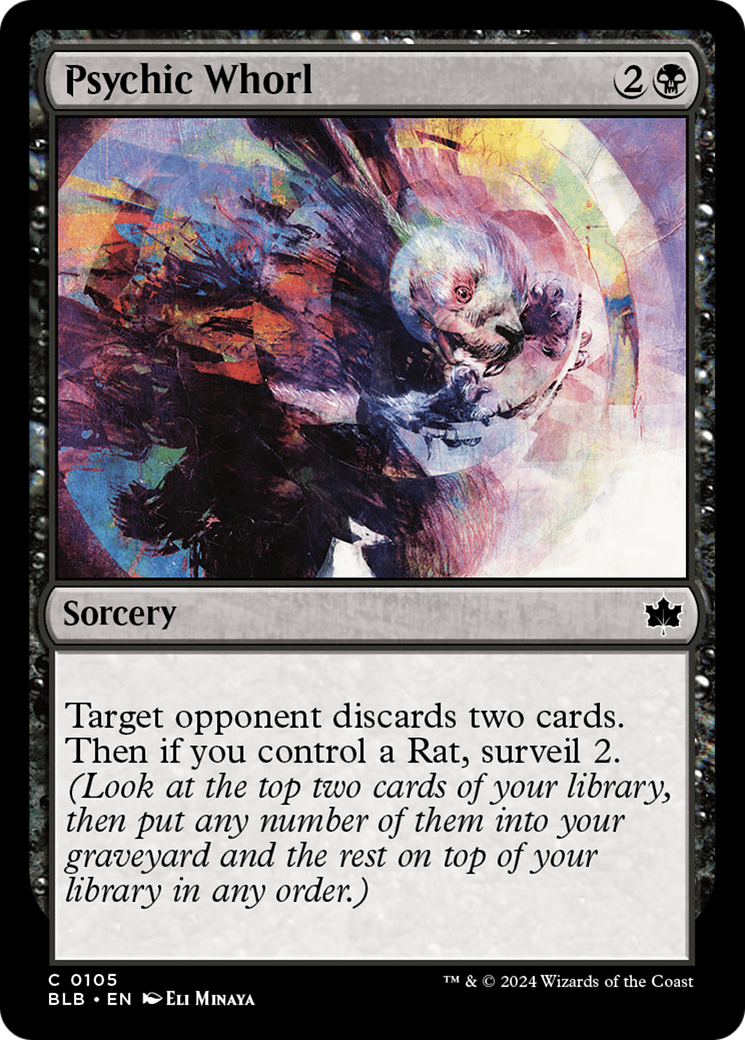 Psychic Whorl
2
Sorcery
Target opponent discards two cards.
Then if you control a Rat, surveil 2.
(Look at the top two cards of your library,
then put any number of them into your
graveyard and the rest on top of your
library in any order.)
C 0105
BLB • EN Eli Minaya
™ & © 2024 Wizards of the Coast